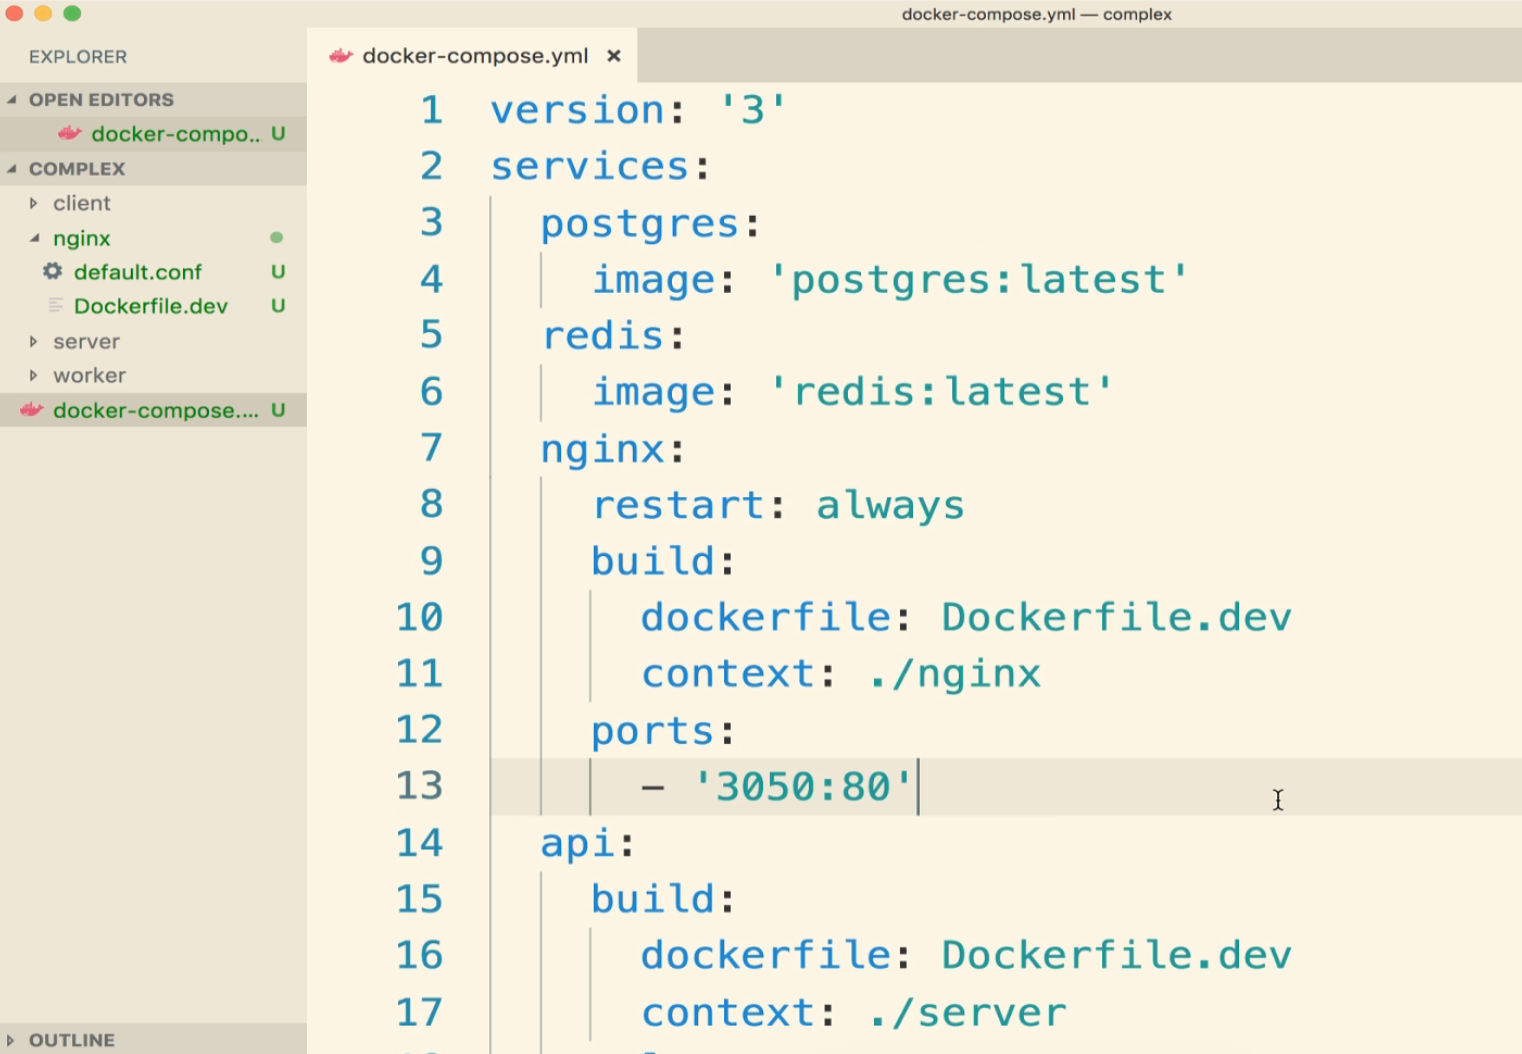 docker-compose.yml — complex
EXPLORER
OPEN EDITORS
docker-compo.. U
COMPLEX
client
nginx
default.conf U
Dockerfile.dev U
server
worker
docker-compose.... U
OUTLINE
docker-compose.yml ×
1 version: '3'
2 services:
3   postgres:
4     image: 'postgres:latest'
5   redis:
6     image: 'redis:latest'
7   nginx:
8     restart: always
9     build:
10       dockerfile: Dockerfile.dev
11       context: ./nginx
12     ports:
13       - '3050:80'
14   api:
15     build:
16       dockerfile: Dockerfile.dev
17       context: ./server